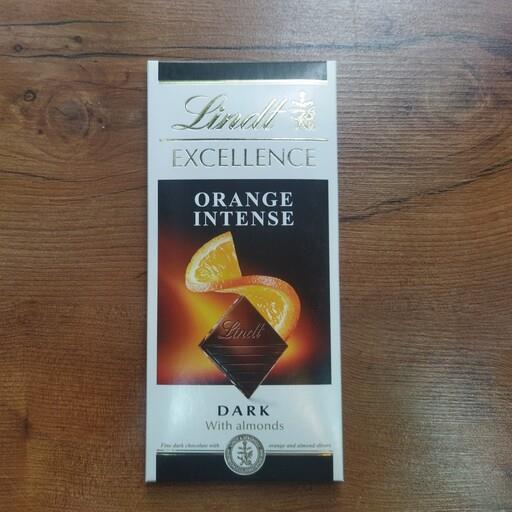 Lindt
EXCELLENCE
ORANGE
INTENSE
Lindt
DARK
With almonds
Fine dark chocolate with orange and almond slivers